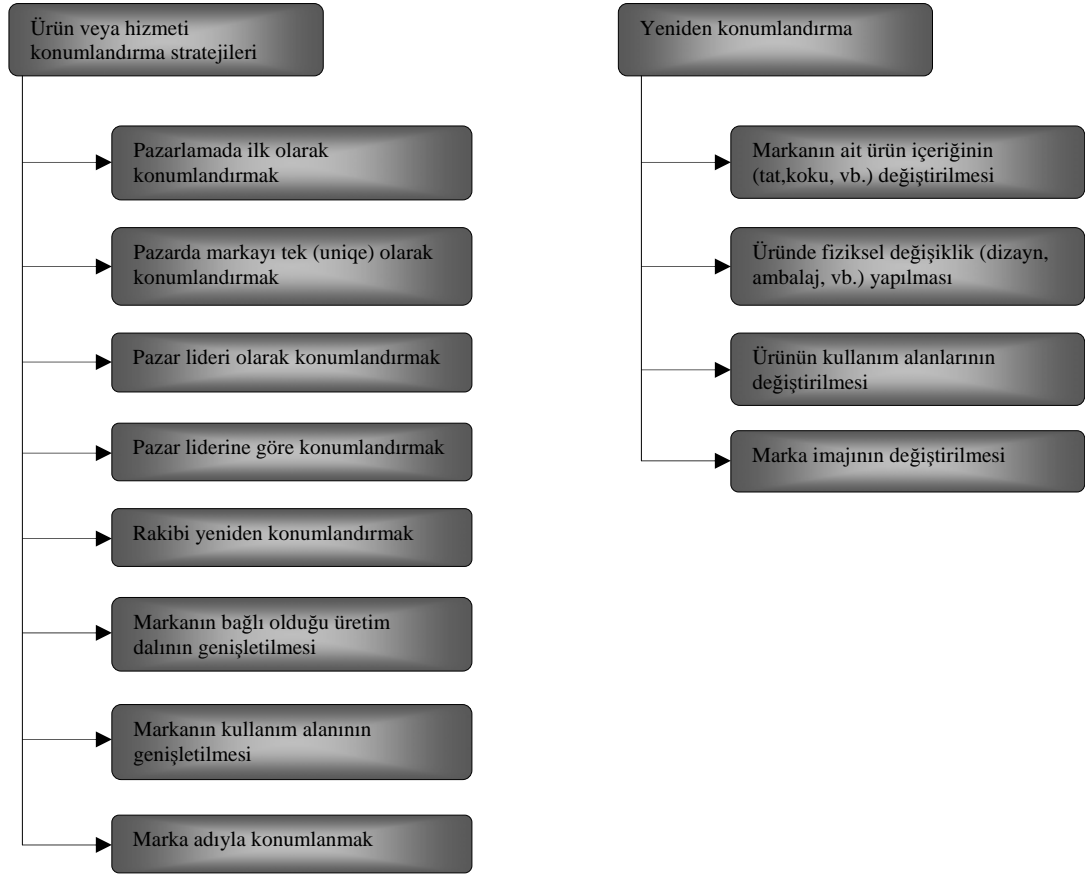 Ürün veya hizmeti
konumlandırma stratejileri
Pazarlamada ilk olarak
konumlandırmak
Pazarda markayı tek (uniqe) olarak
konumlandırmak
Pazar lideri olarak konumlandırmak
Pazar liderine göre konumlandırmak
Rakibi yeniden konumlandırmak
Markanın bağlı olduğu üretim
dalının genişletilmesi
Markanın kullanım alanının
genişletilmesi
Marka adıyla konumlanmak
Yeniden konumlandırma
Markanın ait ürün içeriğinin
(tat,koku, vb.) değiştirilmesi
Üründe fiziksel değişiklik (dizayn,
ambalaj, vb.) yapılması
Ürünün kullanım alanlarının
değiştirilmesi
Marka imajının değiştirilmesi